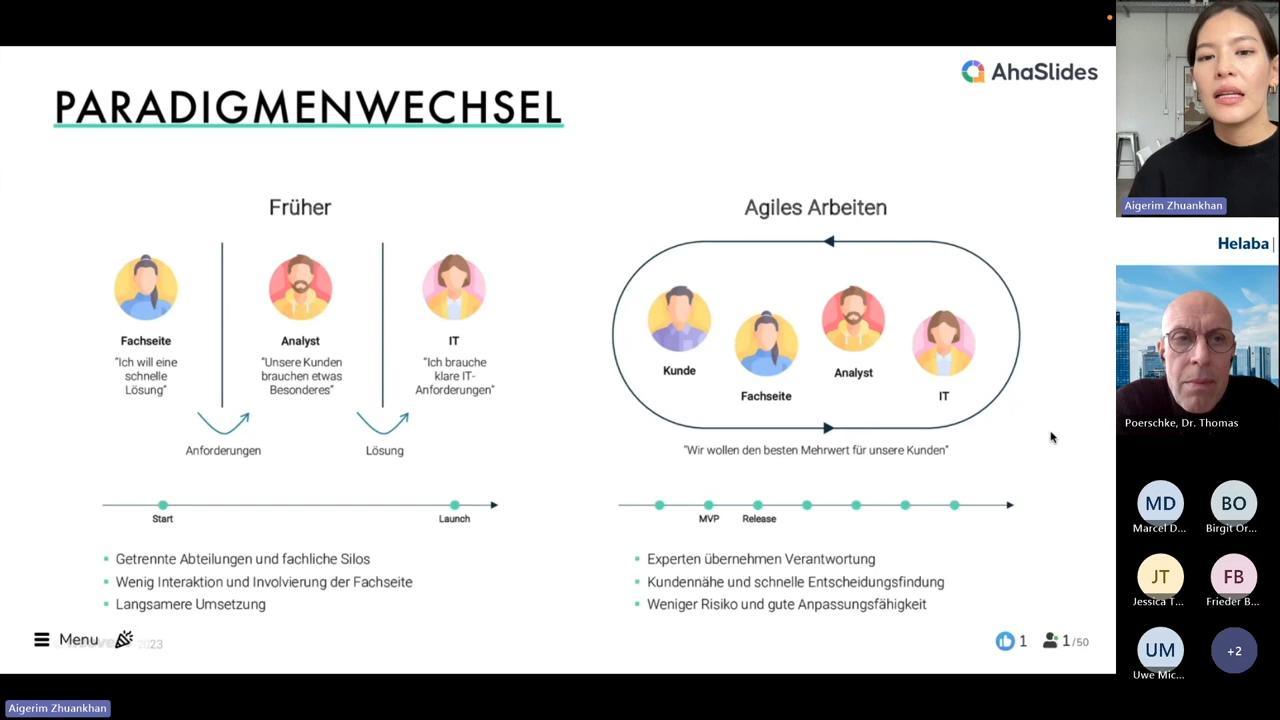 AhaSlides
PARADIGMENWECHSEL
Früher
Fachseite
"Ich will eine
schnelle
Lösung"
Analyst
"Unsere Kunden
brauchen etwas
Besonderes"
IT
"Ich brauche
klare IT-
Anforderungen"
Anforderungen
Lösung
Start
Launch
Getrennte Abteilungen und fachliche Silos
Wenig Interaktion und Involvierung der Fachseite
Langsamere Umsetzung
Agiles Arbeiten
Kunde
Fachseite
Analyst
IT
"Wir wollen den besten Mehrwert für unsere Kunden"
MVP
Release
Experten übernehmen Verantwortung
Kundennähe und schnelle Entscheidungsfindung
Weniger Risiko und gute Anpassungsfähigkeit
Menu
1
1/50
Aigerim Zhuankhan
Helaba
Poerschke, Dr. Thomas
MD
Marcel D...
BO
Birgit Or...
JT
Jessica T...
FB
Frieder B...
UM
Uwe Mic...
+2
Aigerim Zhuankhan